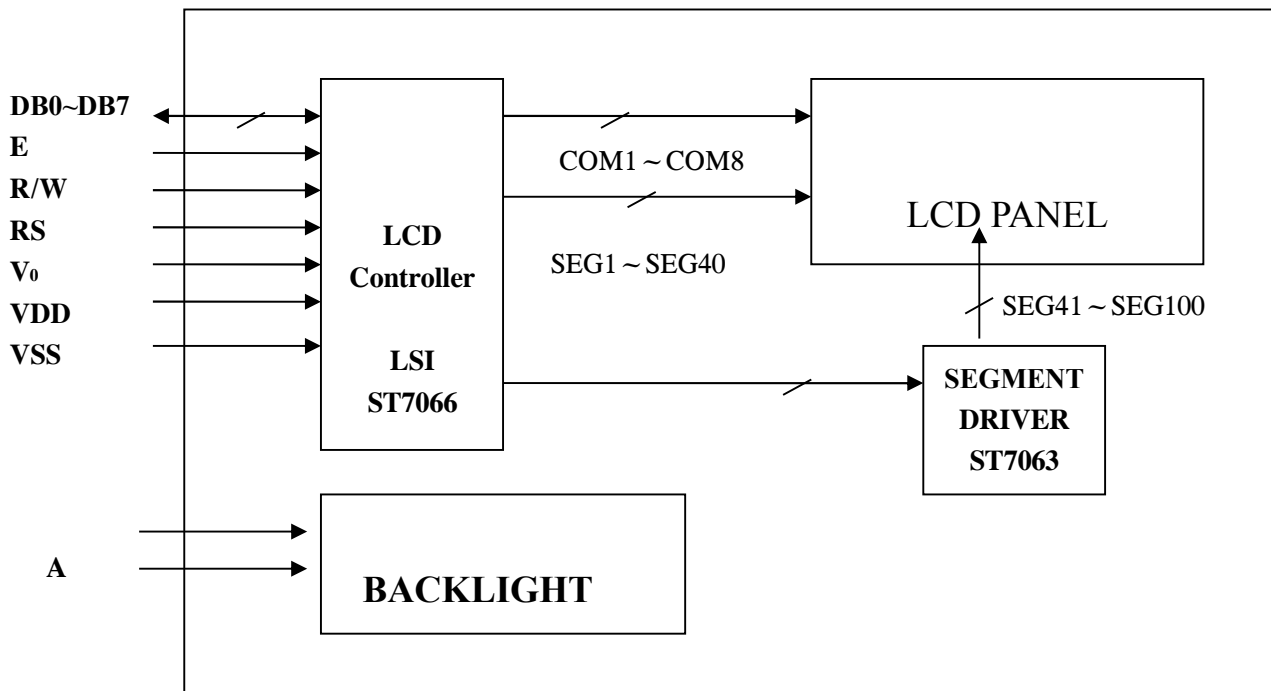 DB0~DB7
E
R/W
RS
V₀
VDD
VSS
A
LCD
Controller
LSI
ST7066
COM1～COM8
SEG1～SEG40
LCD PANEL
SEG41～SEG100
SEGMENT
DRIVER
ST7063
BACKLIGHT